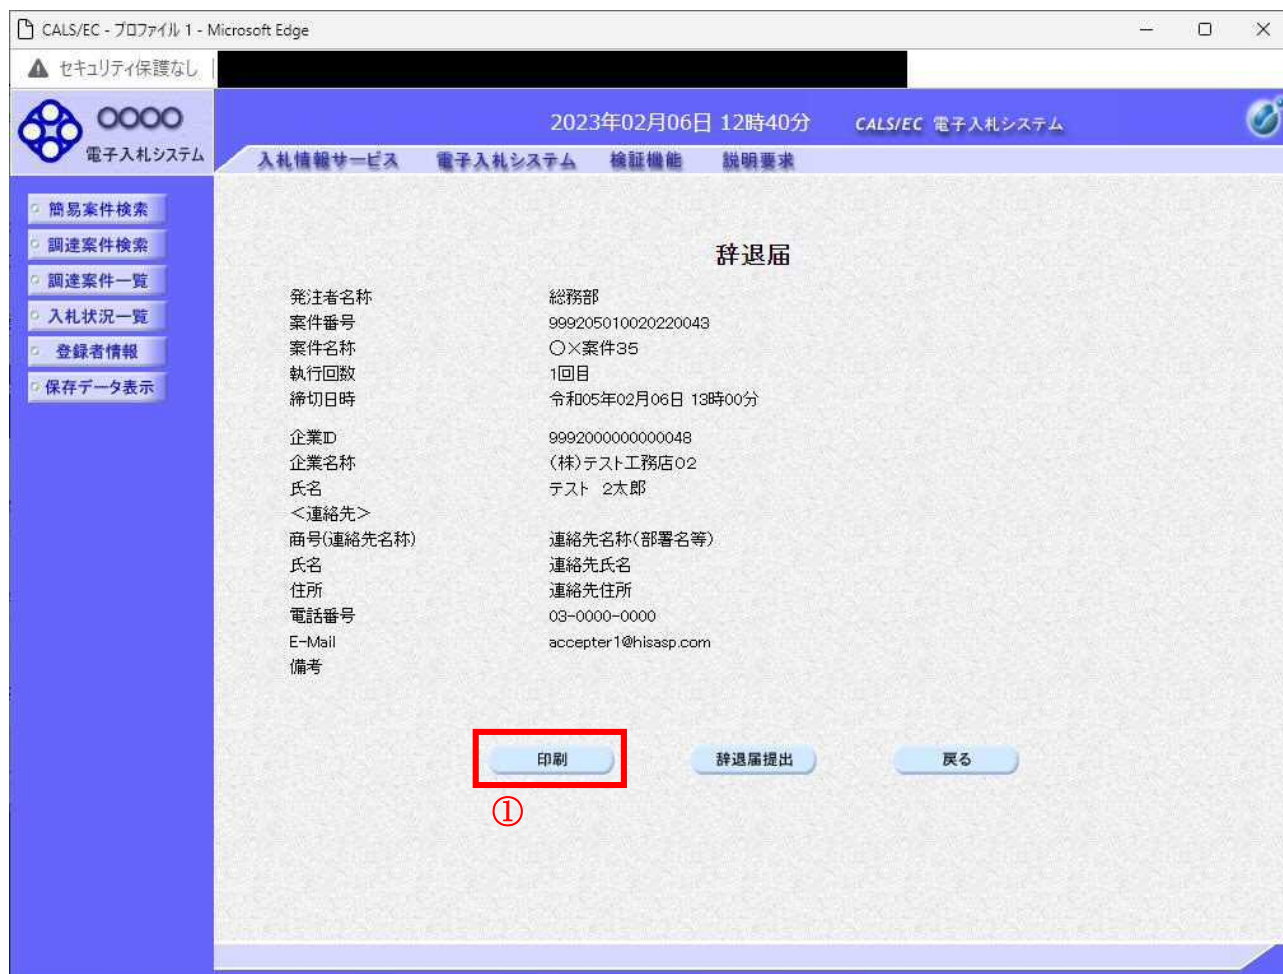 CALS/EC - プロファイル 1 - Microsoft Edge
セキュリティ保護なし
OOOO
電子入札システム
2023年02月06日 12時40分
CALS/EC 電子入札システム
入札情報サービス 電子入札システム 検証機能 説明要求
簡易案件検索
調達案件検索
調達案件一覧
入札状況一覧
登録者情報
保存データ表示
辞退届
発注者名称 総務部
案件番号 999205010020220043
案件名称 〇×案件35
執行回数 1回目
締切日時 令和05年02月06日 13時00分
企業ID 9992000000000048
企業名称 (株)テスト工務店02
氏名 テスト 2太郎
<連絡先>
商号(連絡先名称) 連絡先名称(部署名等)
氏名 連絡先氏名
住所 連絡先住所
電話番号 03-0000-0000
E-Mail accepter1@hisasp.com
備考
印刷 辞退届提出 戻る
①